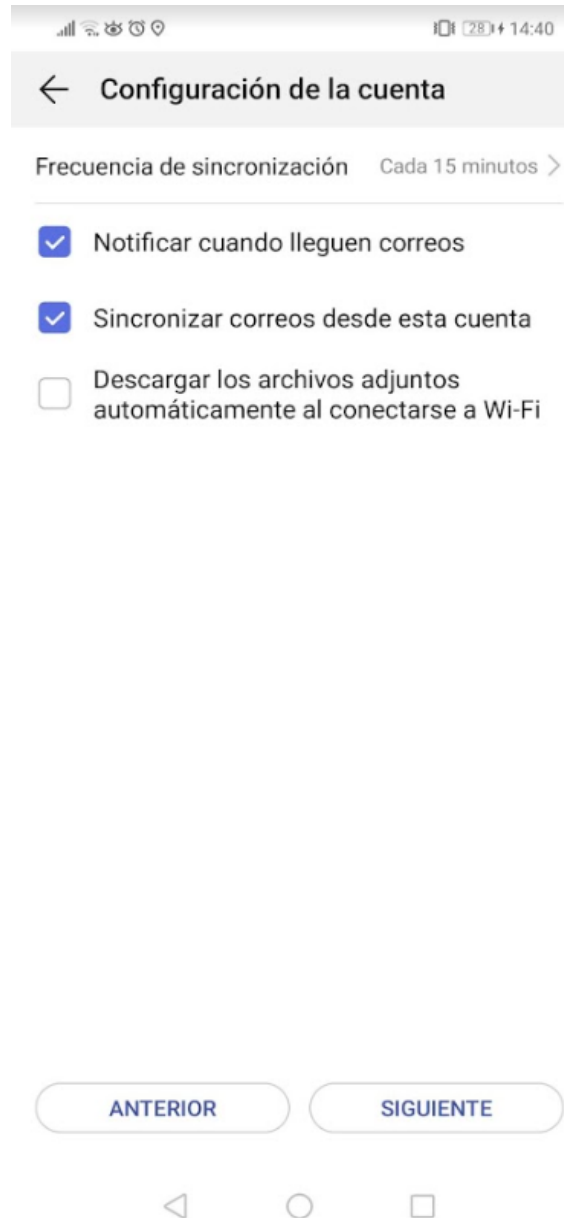 28 14:40
Configuración de la cuenta
Frecuencia de sincronización Cada 15 minutos
Notificar cuando lleguen correos
Sincronizar correos desde esta cuenta
Descargar los archivos adjuntos
automáticamente al conectarse a Wi-Fi
ANTERIOR SIGUIENTE